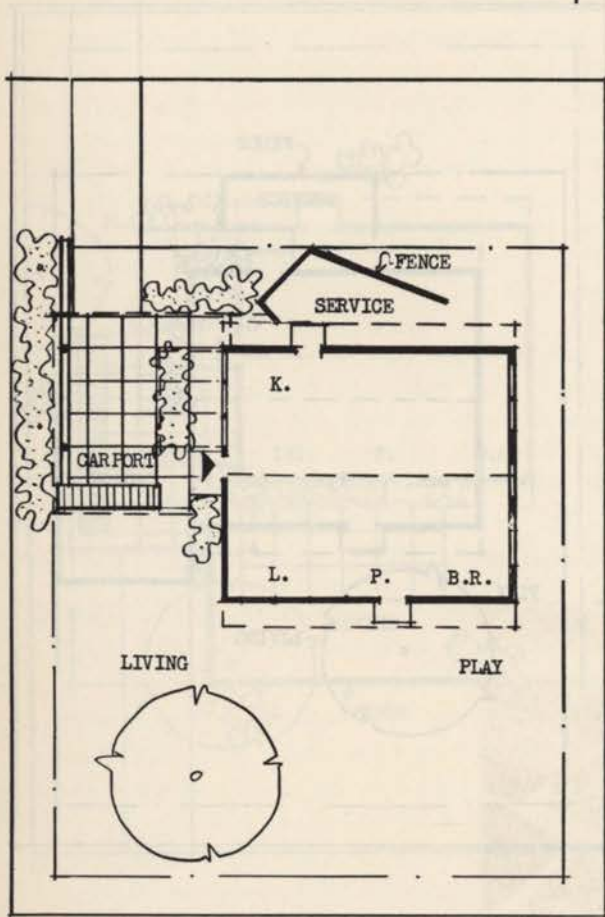 FENCE
SERVICE
K.
CARPORT
L. P. B.R.
LIVING PLAY